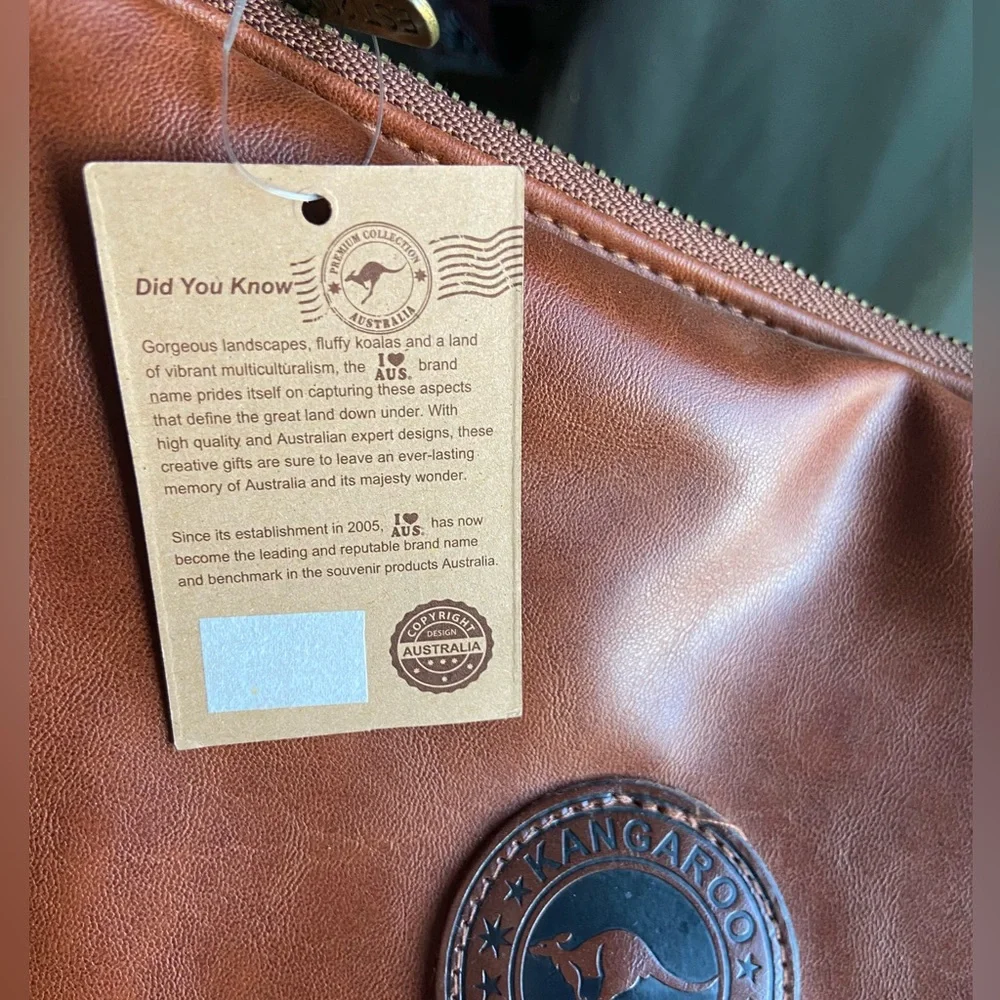 PREMIUM COLLECTION
AUSTRALIA
Did You Know
Gorgeous landscapes, fluffy koalas and a land
of vibrant multiculturalism, the I ♥ AUS. brand
name prides itself on capturing these aspects
that define the great land down under. With
high quality and Australian expert designs, these
creative gifts are sure to leave an ever-lasting
memory of Australia and its majesty wonder.
Since its establishment in 2005, I ♥ AUS. has now
become the leading and reputable brand name
and benchmark in the souvenir products Australia.
COPYRIGHT
DESIGN
AUSTRALIA
KANGAROO